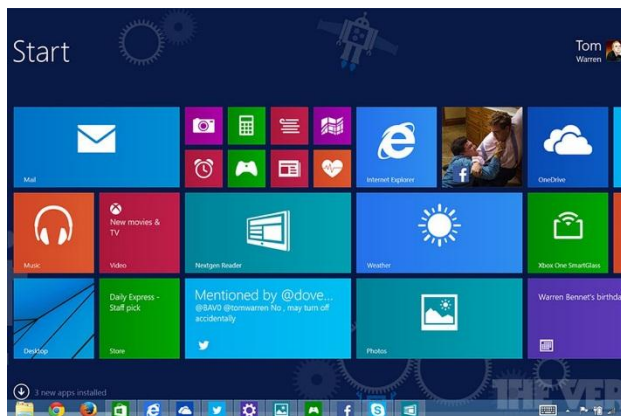 Start
Tom
Warren
Mail
Internet Explorer
OneDrive
Music
New movies &
TV
Video
Nextgen Reader
Weather
Xbox One SmartGlass
Desktop
Daily Express -
Staff pick
Store
Mentioned by @dove...
@BAV0 @tomwarren No , may turn off
accidentally
Photos
Warren Bennet's birthda
3 new apps installed
THE VER